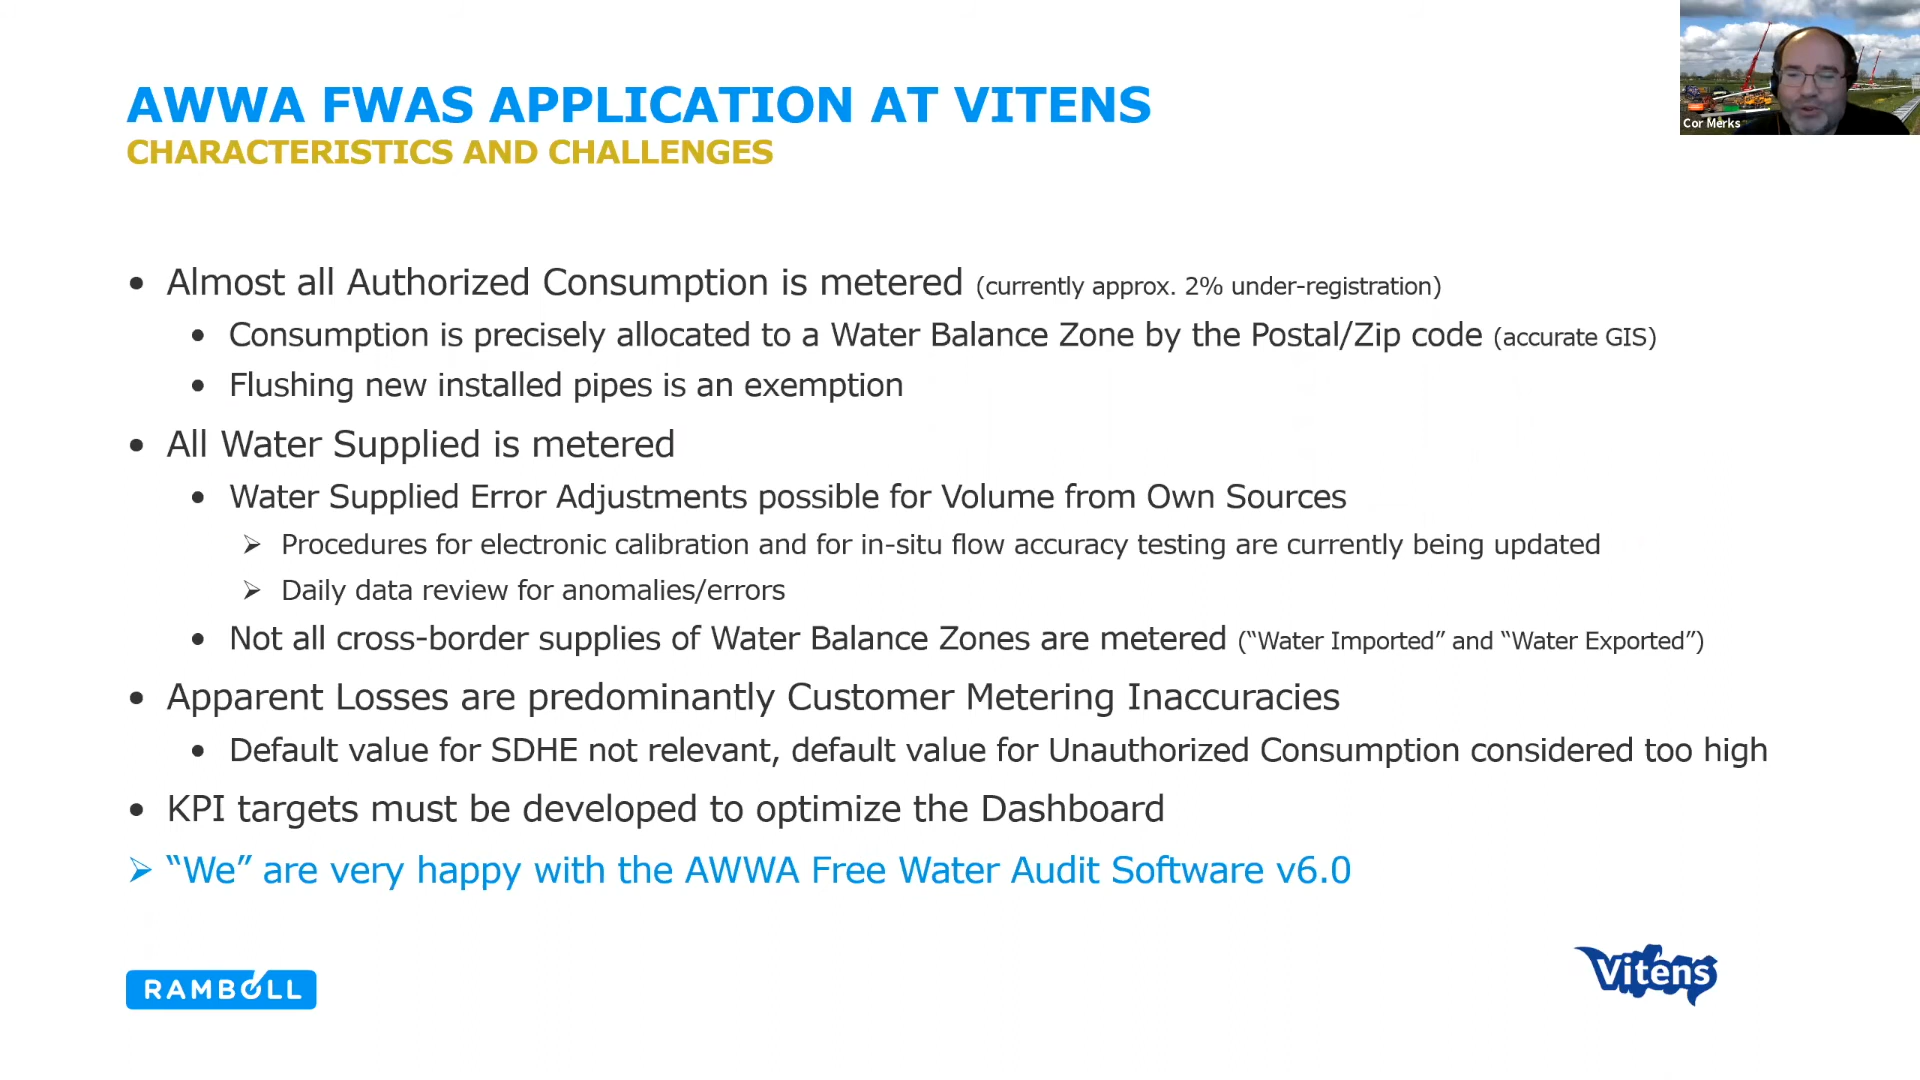 AWWA FWAS APPLICATION AT VITENS
CHARACTERISTICS AND CHALLENGES
Cor Merks
• Almost all Authorized Consumption is metered (currently approx. 2% under-registration)
• Consumption is precisely allocated to a Water Balance Zone by the Postal/Zip code (accurate GIS)
• Flushing new installed pipes is an exemption
• All Water Supplied is metered
• Water Supplied Error Adjustments possible for Volume from Own Sources
➢ Procedures for electronic calibration and for in-situ flow accuracy testing are currently being updated
➢ Daily data review for anomalies/errors
• Not all cross-border supplies of Water Balance Zones are metered (“Water Imported” and “Water Exported”)
• Apparent Losses are predominantly Customer Metering Inaccuracies
• Default value for SDHE not relevant, default value for Unauthorized Consumption considered too high
• KPI targets must be developed to optimize the Dashboard
➢ “We” are very happy with the AWWA Free Water Audit Software v6.0
RAMBOLL
Vitens